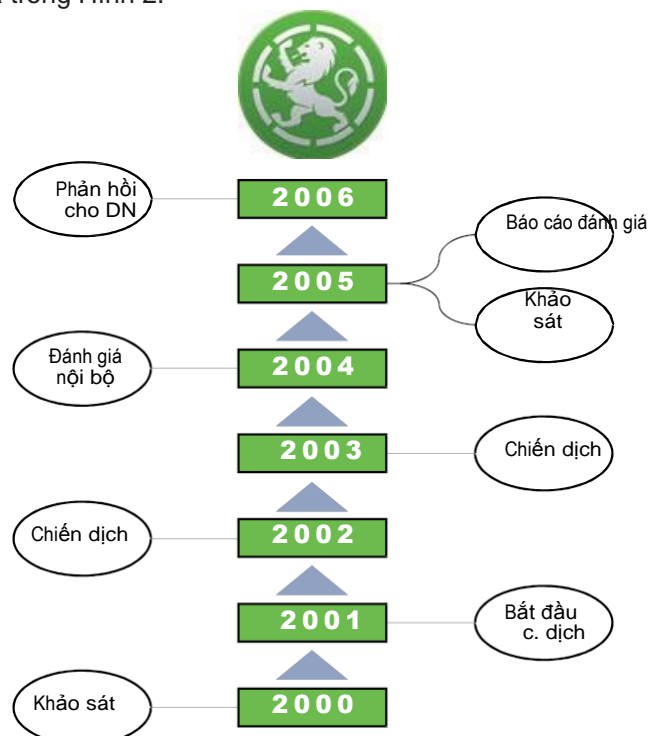 trong Hình 2.
Phản hồi
cho DN
2006
Báo cáo đánh giá
2005
Khảo
sát
Đánh giá
nội bộ
2004
2003
Chiến dịch
Chiến dịch
2002
Bắt đầu
c. dịch
2001
Khảo sát
2000